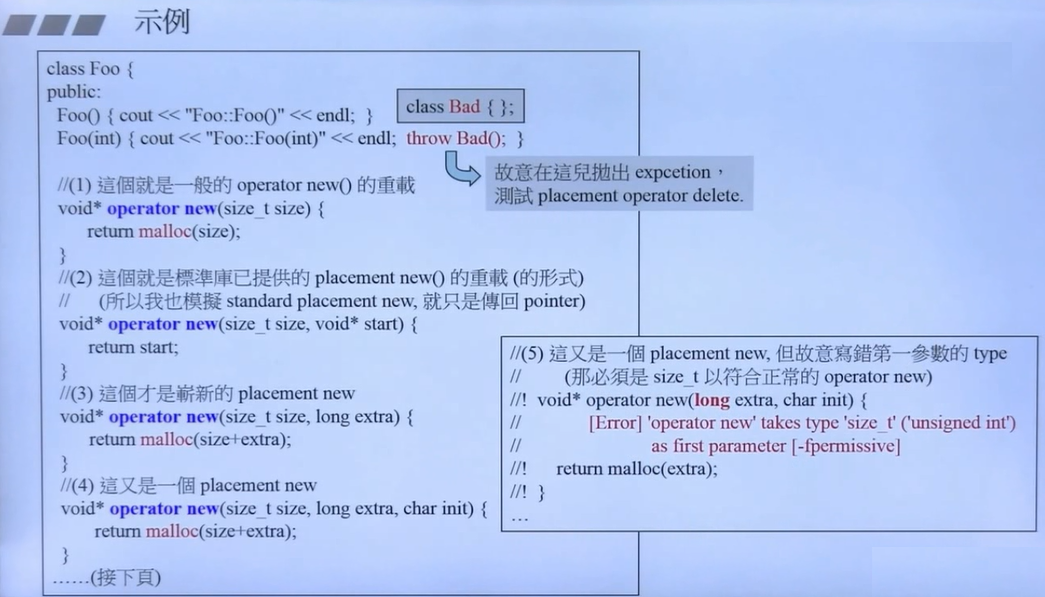 示例
class Foo {
public:
Foo() { cout << "Foo::Foo()" << endl; }
class Bad { };
Foo(int) { cout << "Foo::Foo(int)" << endl; throw Bad(); }
故意在這兒拋出 expcetion，
測試 placement operator delete.
//(1) 這個就是一般的 operator new() 的重載
void* operator new(size_t size) {
return malloc(size);
}
//(2) 這個就是標準庫已提供的 placement new() 的重載 (的形式)
// (所以我也模擬 standard placement new, 就只是傳回 pointer)
void* operator new(size_t size, void* start) {
return start;
}
//(3) 這個才是嶄新的 placement new
void* operator new(size_t size, long extra) {
return malloc(size+extra);
}
//(4) 這又是一個 placement new
void* operator new(size_t size, long extra, char init) {
return malloc(size+extra);
}
……(接下頁)
//(5) 這又是一個 placement new, 但故意寫錯第一參數的 type
// (那必須是 size_t 以符合正常的 operator new)
//! void* operator new(long extra, char init) {
// [Error] 'operator new' takes type 'size_t' ('unsigned int')
// as first parameter [-fpermissive]
//! return malloc(extra);
//! }
…